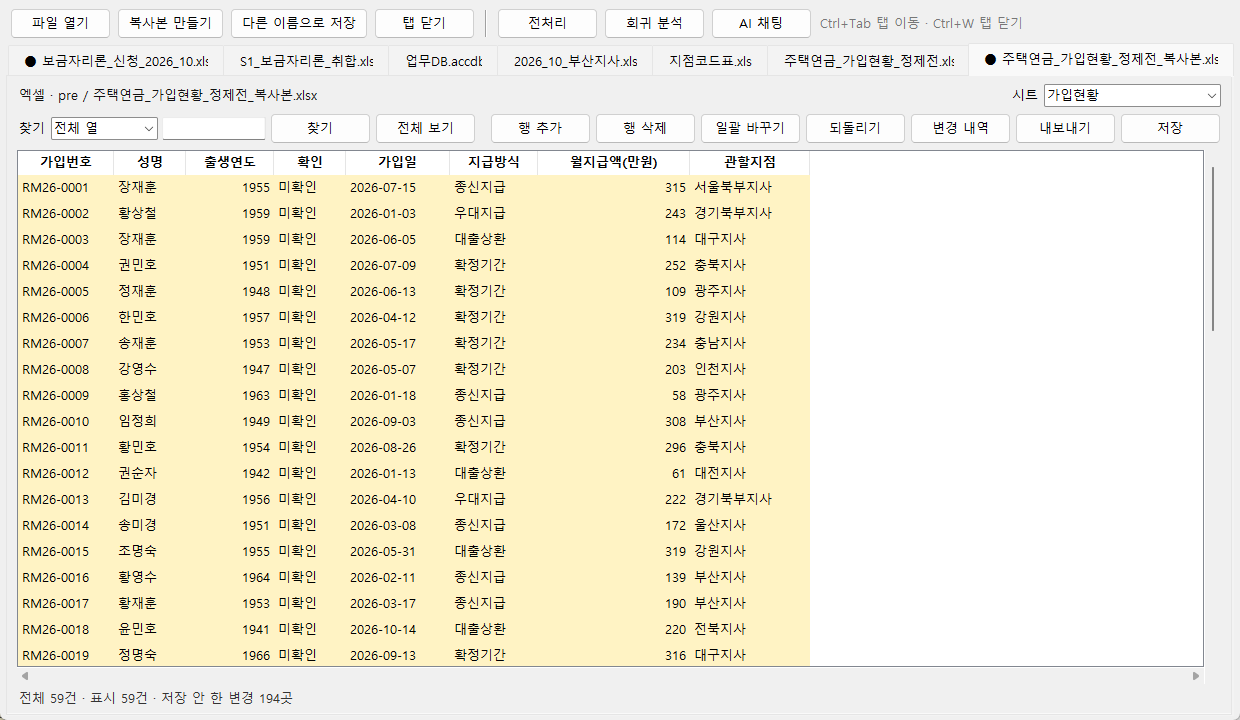 파일 열기 복사본 만들기 다른 이름으로 저장 탭 닫기 전처리 회귀 분석 AI 채팅 Ctrl+Tab 탭 이동 · Ctrl+W 탭 닫기
● 보금자리론_신청_2026_10.xls S1_보금자리론_취합.xls 업무DB.accdb 2026_10_부산지사.xls 지점코드표.xls 주택연금_가입현황_정제전.xls ● 주택연금_가입현황_정제전_복사본.xls
엑셀 · pre / 주택연금_가입현황_정제전_복사본.xlsx 시트 가입현황
찾기 전체 열 찾기 전체 보기 행 추가 행 삭제 일괄 바꾸기 되돌리기 변경 내역 내보내기 저장
가입번호 성명 출생연도 확인 가입일 지급방식 월지급액(만원) 관할지점
RM26-0001 장재훈 1955 미확인 2026-07-15 종신지급 315 서울북부지사
RM26-0002 황상철 1959 미확인 2026-01-03 우대지급 243 경기북부지사
RM26-0003 장재훈 1959 미확인 2026-06-05 대출상환 114 대구지사
RM26-0004 권민호 1951 미확인 2026-07-09 확정기간 252 충북지사
RM26-0005 정재훈 1948 미확인 2026-06-13 확정기간 109 광주지사
RM26-0006 한민호 1957 미확인 2026-04-12 확정기간 319 강원지사
RM26-0007 송재훈 1953 미확인 2026-05-17 확정기간 234 충남지사
RM26-0008 강영수 1947 미확인 2026-05-07 확정기간 203 인천지사
RM26-0009 홍상철 1963 미확인 2026-01-18 종신지급 58 광주지사
RM26-0010 임정희 1949 미확인 2026-09-03 종신지급 308 부산지사
RM26-0011 황민호 1954 미확인 2026-08-26 확정기간 296 충북지사
RM26-0012 권순자 1942 미확인 2026-01-13 대출상환 61 대전지사
RM26-0013 김미경 1956 미확인 2026-04-10 우대지급 222 경기북부지사
RM26-0014 송미경 1951 미확인 2026-03-08 종신지급 172 울산지사
RM26-0015 조명숙 1955 미확인 2026-05-31 대출상환 319 강원지사
RM26-0016 황영수 1964 미확인 2026-02-11 종신지급 139 부산지사
RM26-0017 황재훈 1953 미확인 2026-03-17 종신지급 190 부산지사
RM26-0018 윤민호 1941 미확인 2026-10-14 대출상환 220 전북지사
RM26-0019 정명숙 1966 미확인 2026-09-13 확정기간 316 대구지사
전체 59건 · 표시 59건 · 저장 안 한 변경 194곳